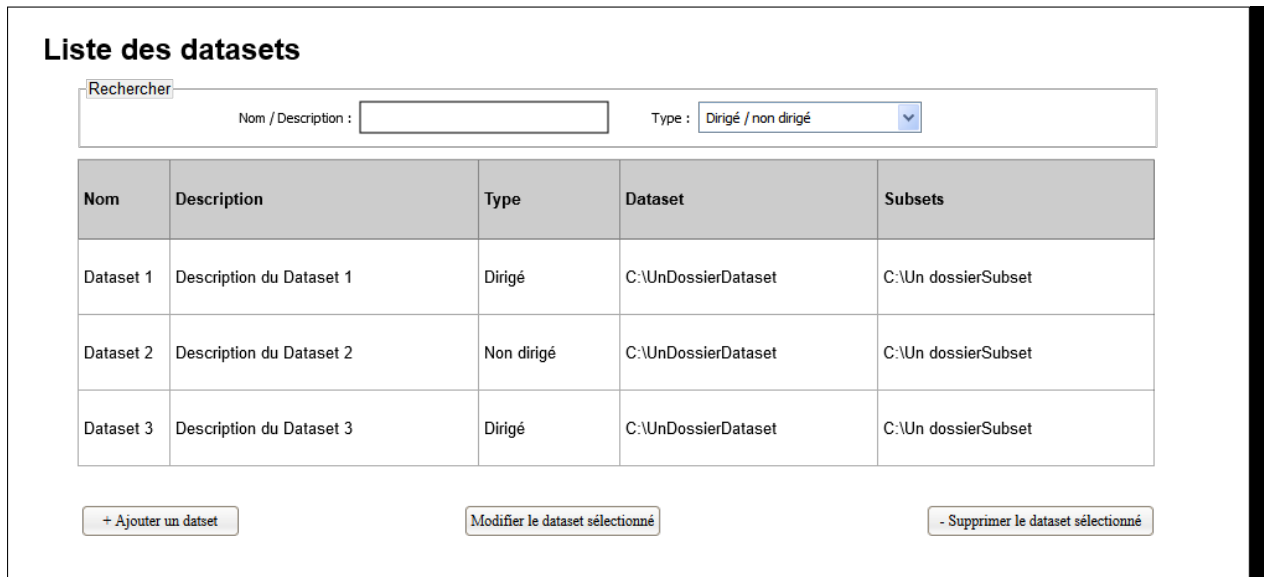 Liste des datasets
Rechercher
Nom / Description : Type : Dirigé / non dirigé
Nom Description Type Dataset Subsets
Dataset 1 Description du Dataset 1 Dirigé C:\UnDossierDataset C:\Un dossierSubset
Dataset 2 Description du Dataset 2 Non dirigé C:\UnDossierDataset C:\Un dossierSubset
Dataset 3 Description du Dataset 3 Dirigé C:\UnDossierDataset C:\Un dossierSubset
+ Ajouter un datset Modifier le dataset sélectionné - Supprimer le dataset sélectionné